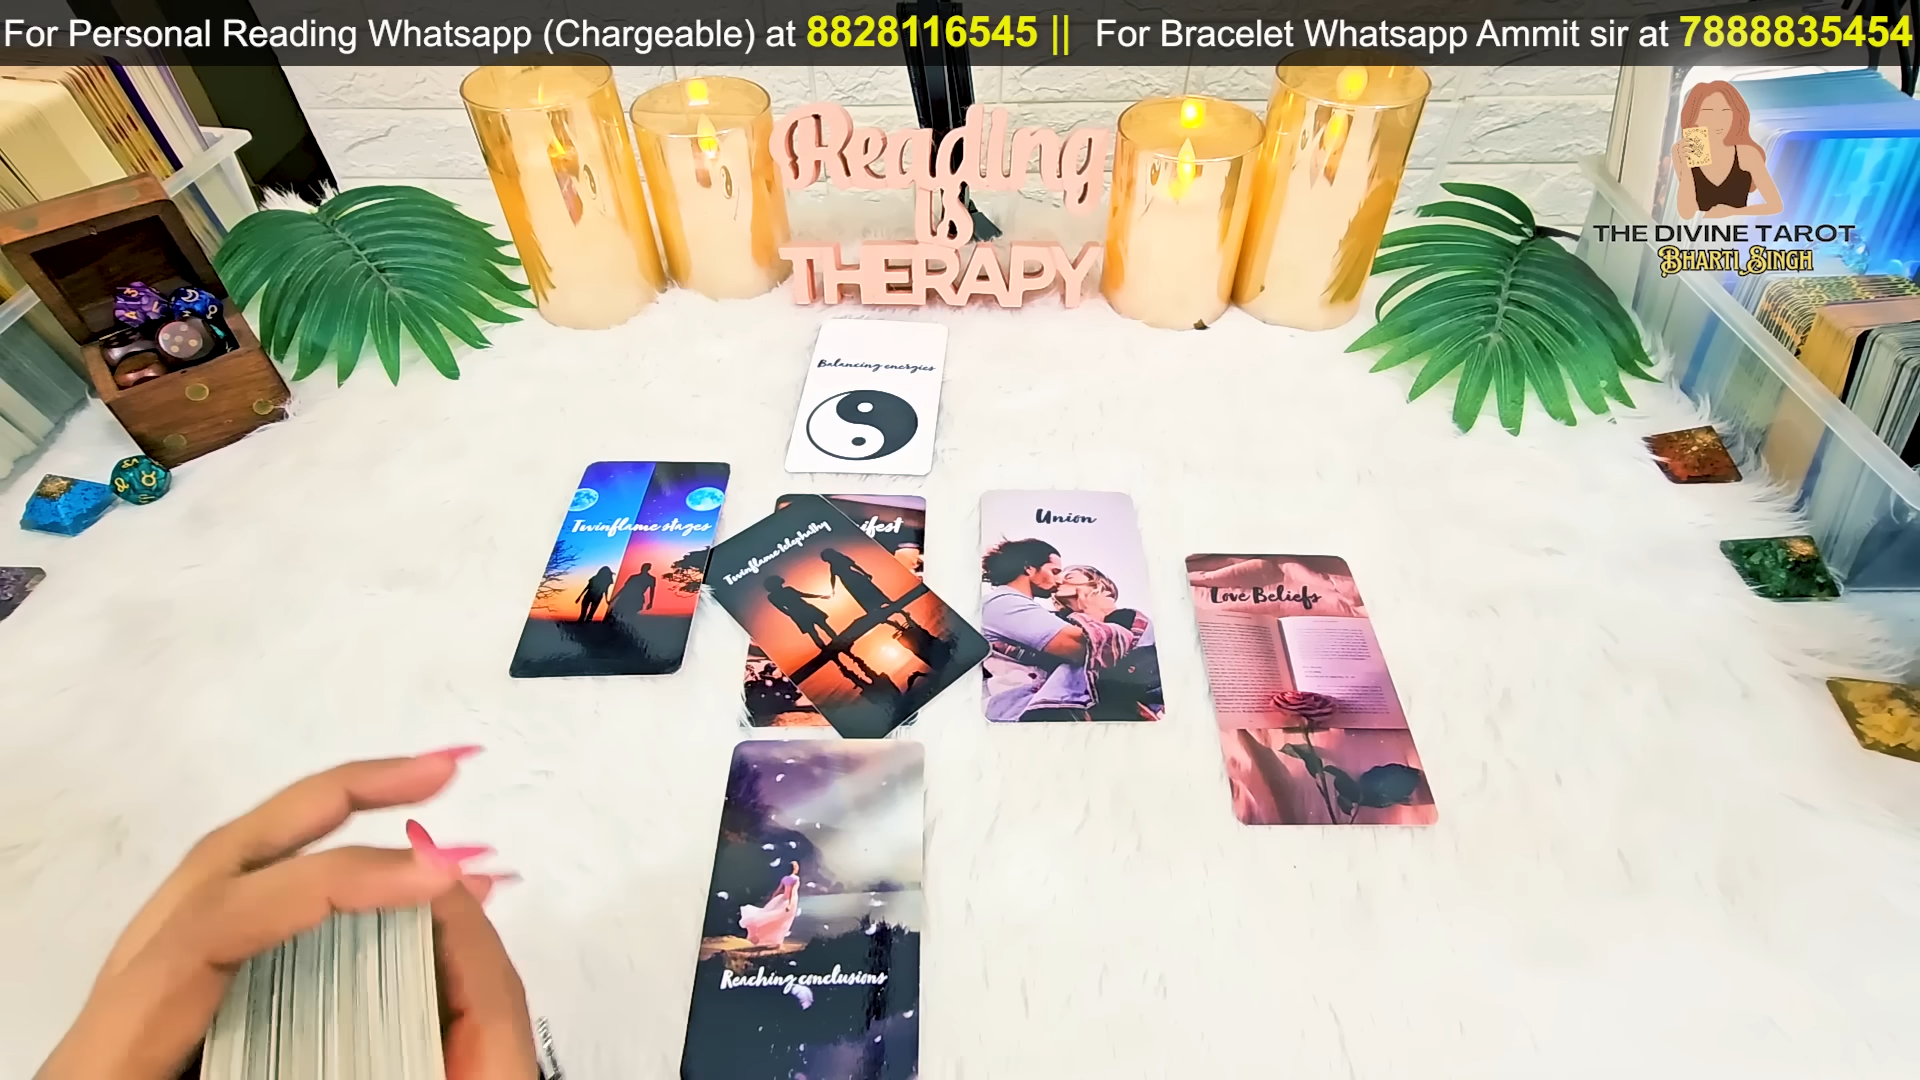 For Personal Reading Whatsapp (Chargeable) at 8828116545 || For Bracelet Whatsapp Ammit sir at 7888835454
Reading
is
THERAPY
THE DIVINE TAROT
BHARTI SINGH
Balancing energies
Twinflame stages
Twinflame telephathy
ifest
Union
Love Beliefs
Reaching conclusions